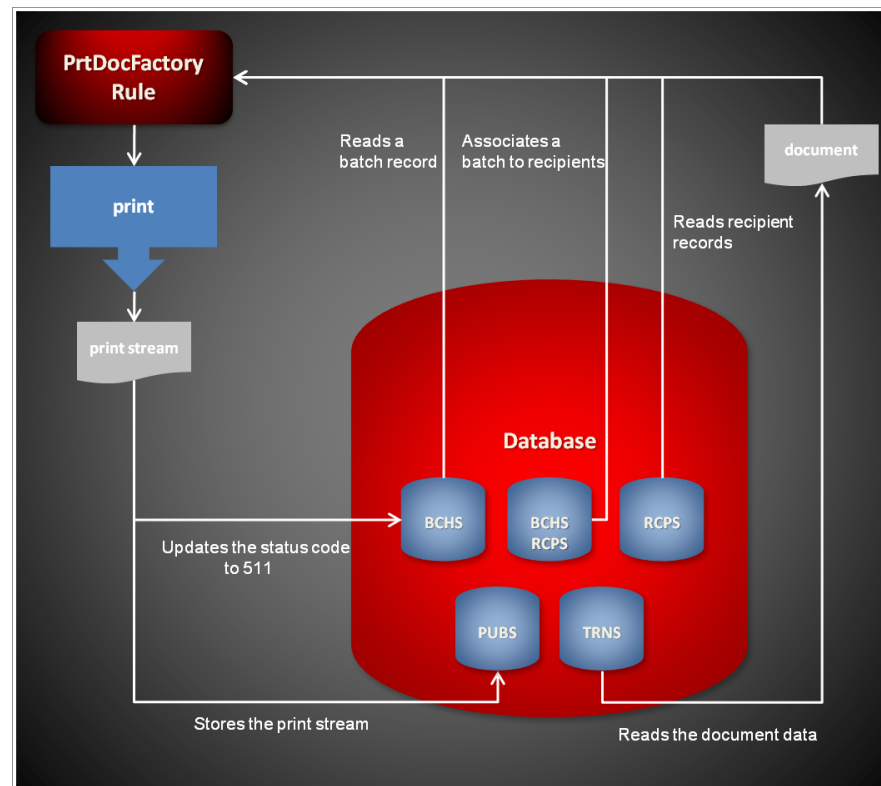 PrtDocFactory
Rule
print
print stream
Reads a
batch record
Associates a
batch to recipients
document
Reads recipient
records
Database
BCHS
BCHS
RCPS
RCPS
Updates the status code
to 511
PUBS
TRNS
Stores the print stream
Reads the document data